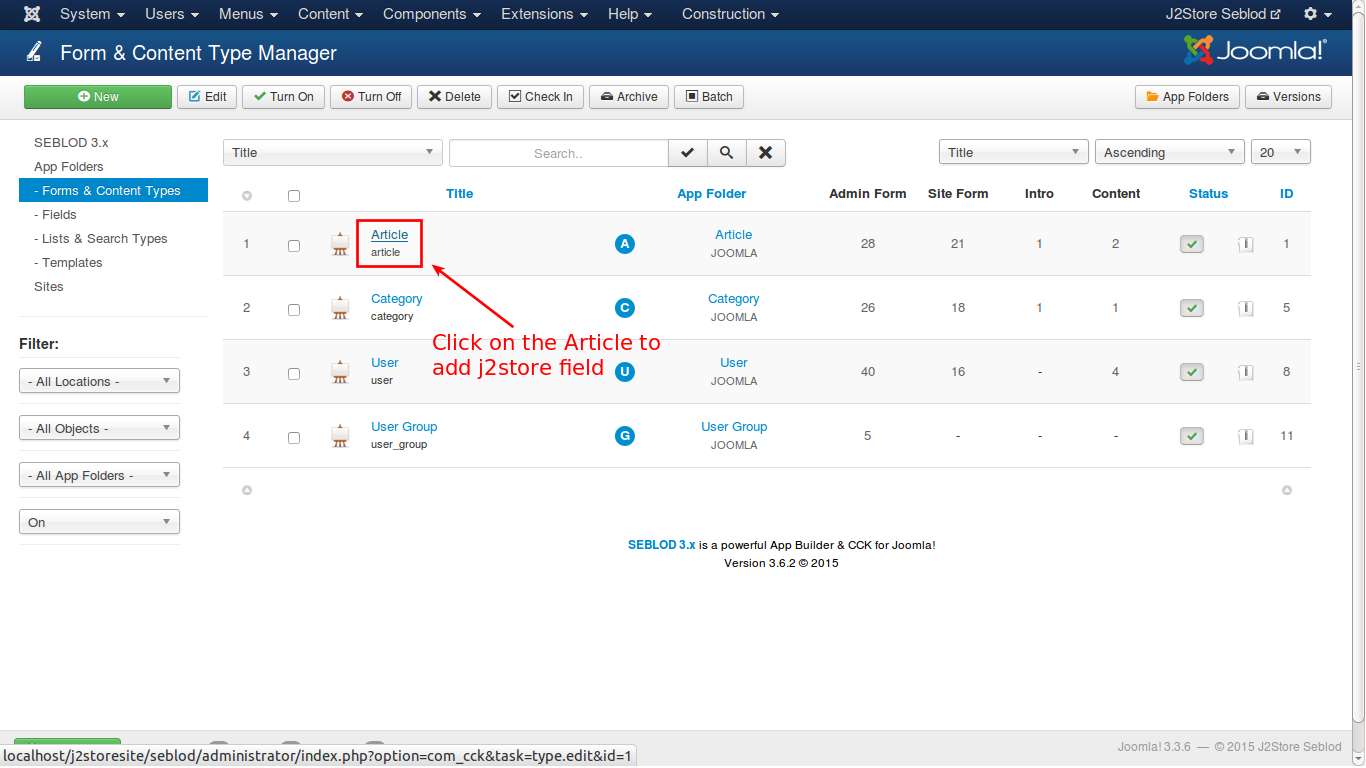 System Users Menus Content Components Extensions Help Construction J2Store Seblod
Form & Content Type Manager Joomla!®
New Edit Turn On Turn Off Delete Check In Archive Batch App Folders Versions
SEBLOD 3.x
App Folders
- Forms & Content Types
- Fields
- Lists & Search Types
- Templates
Sites
Filter:
- All Locations -
- All Objects -
- All App Folders -
On
Title Search.. Title Ascending 20
Title App Folder Admin Form Site Form Intro Content Status ID
1 Article A Article 28 21 1 2 1
article JOOMLA
2 Category C Category 26 18 1 1 5
category JOOMLA
Click on the Article to
add j2store field
3 User U User 40 16 - 4 8
user JOOMLA
4 User Group G User Group 5 - - - 11
user_group JOOMLA
SEBLOD 3.x is a powerful App Builder & CCK for Joomla!
Version 3.6.2 © 2015
Joomla! 3.3.6 — © 2015 J2Store Seblod
localhost/j2storesite/seblod/administrator/index.php?option=com_cck&task=type.edit&id=1